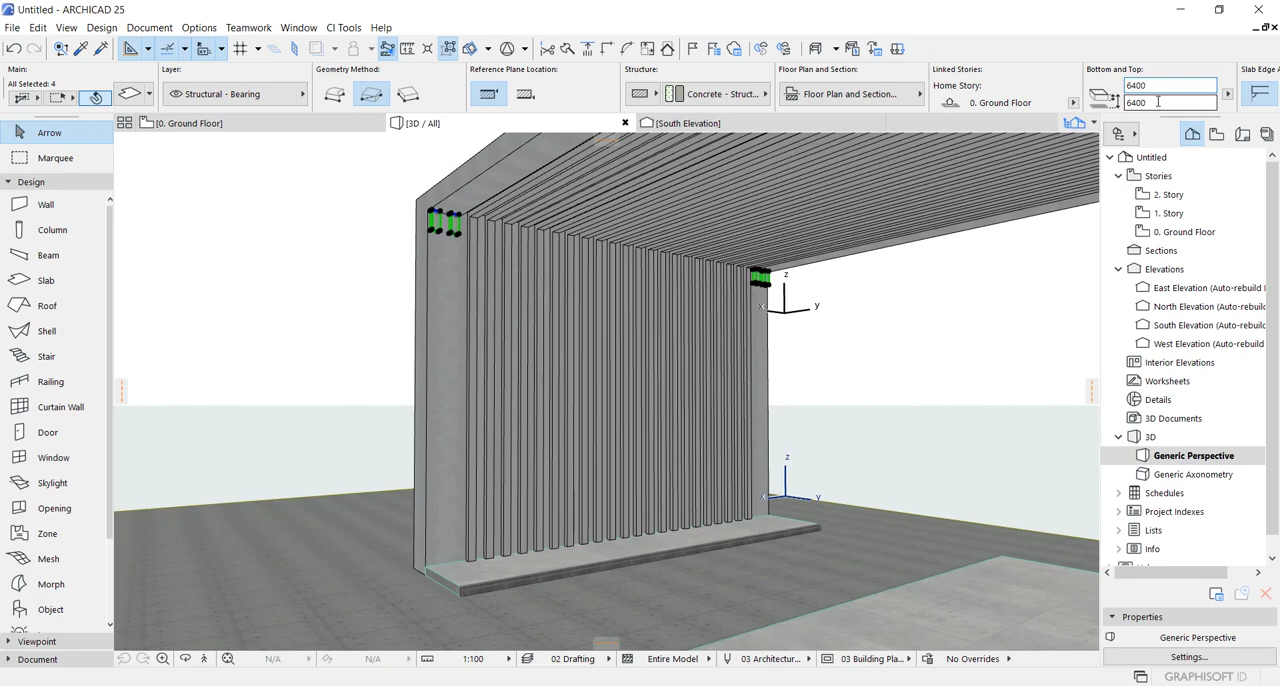 Untitled - ARCHICAD 25
File Edit View Design Document Options Teamwork Window CI Tools Help
Main:
All Selected: 4
Layer:
Structural - Bearing
Geometry Method:
Reference Plane Location:
Structure:
Concrete - Struct...
Floor Plan and Section:
Floor Plan and Section...
Linked Stories:
Home Story:
0. Ground Floor
Bottom and Top:
6400
6400
Slab Edge A
[0. Ground Floor]
[3D / All]
[South Elevation]
Arrow
Marquee
Design
Wall
Column
Beam
Slab
Roof
Shell
Stair
Railing
Curtain Wall
Door
Window
Skylight
Opening
Zone
Mesh
Morph
Object
Viewpoint
Document
z
y
x
z
y
Untitled
Stories
2. Story
1. Story
0. Ground Floor
Sections
Elevations
East Elevation (Auto-rebuild
North Elevation (Auto-rebuild
South Elevation (Auto-rebuild
West Elevation (Auto-rebuild
Interior Elevations
Worksheets
Details
3D Documents
3D
Generic Perspective
Generic Axonometry
Schedules
Project Indexes
Lists
Info
Properties
Generic Perspective
Settings...
N/A
N/A
1:100
02 Drafting
Entire Model
03 Architectur...
03 Building Pla...
No Overrides
GRAPHISOFT ID